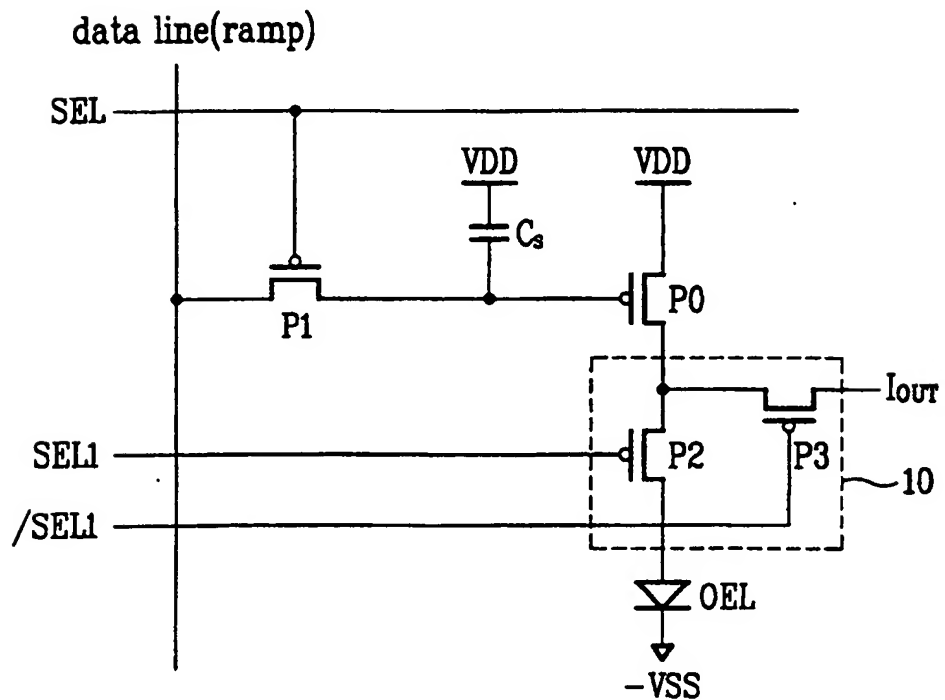 data line(ramp)
SEL
VDD
VDD
Cs
P1
P0
IOUT
SEL1
P2
P3
10
/SEL1
OEL
-VSS